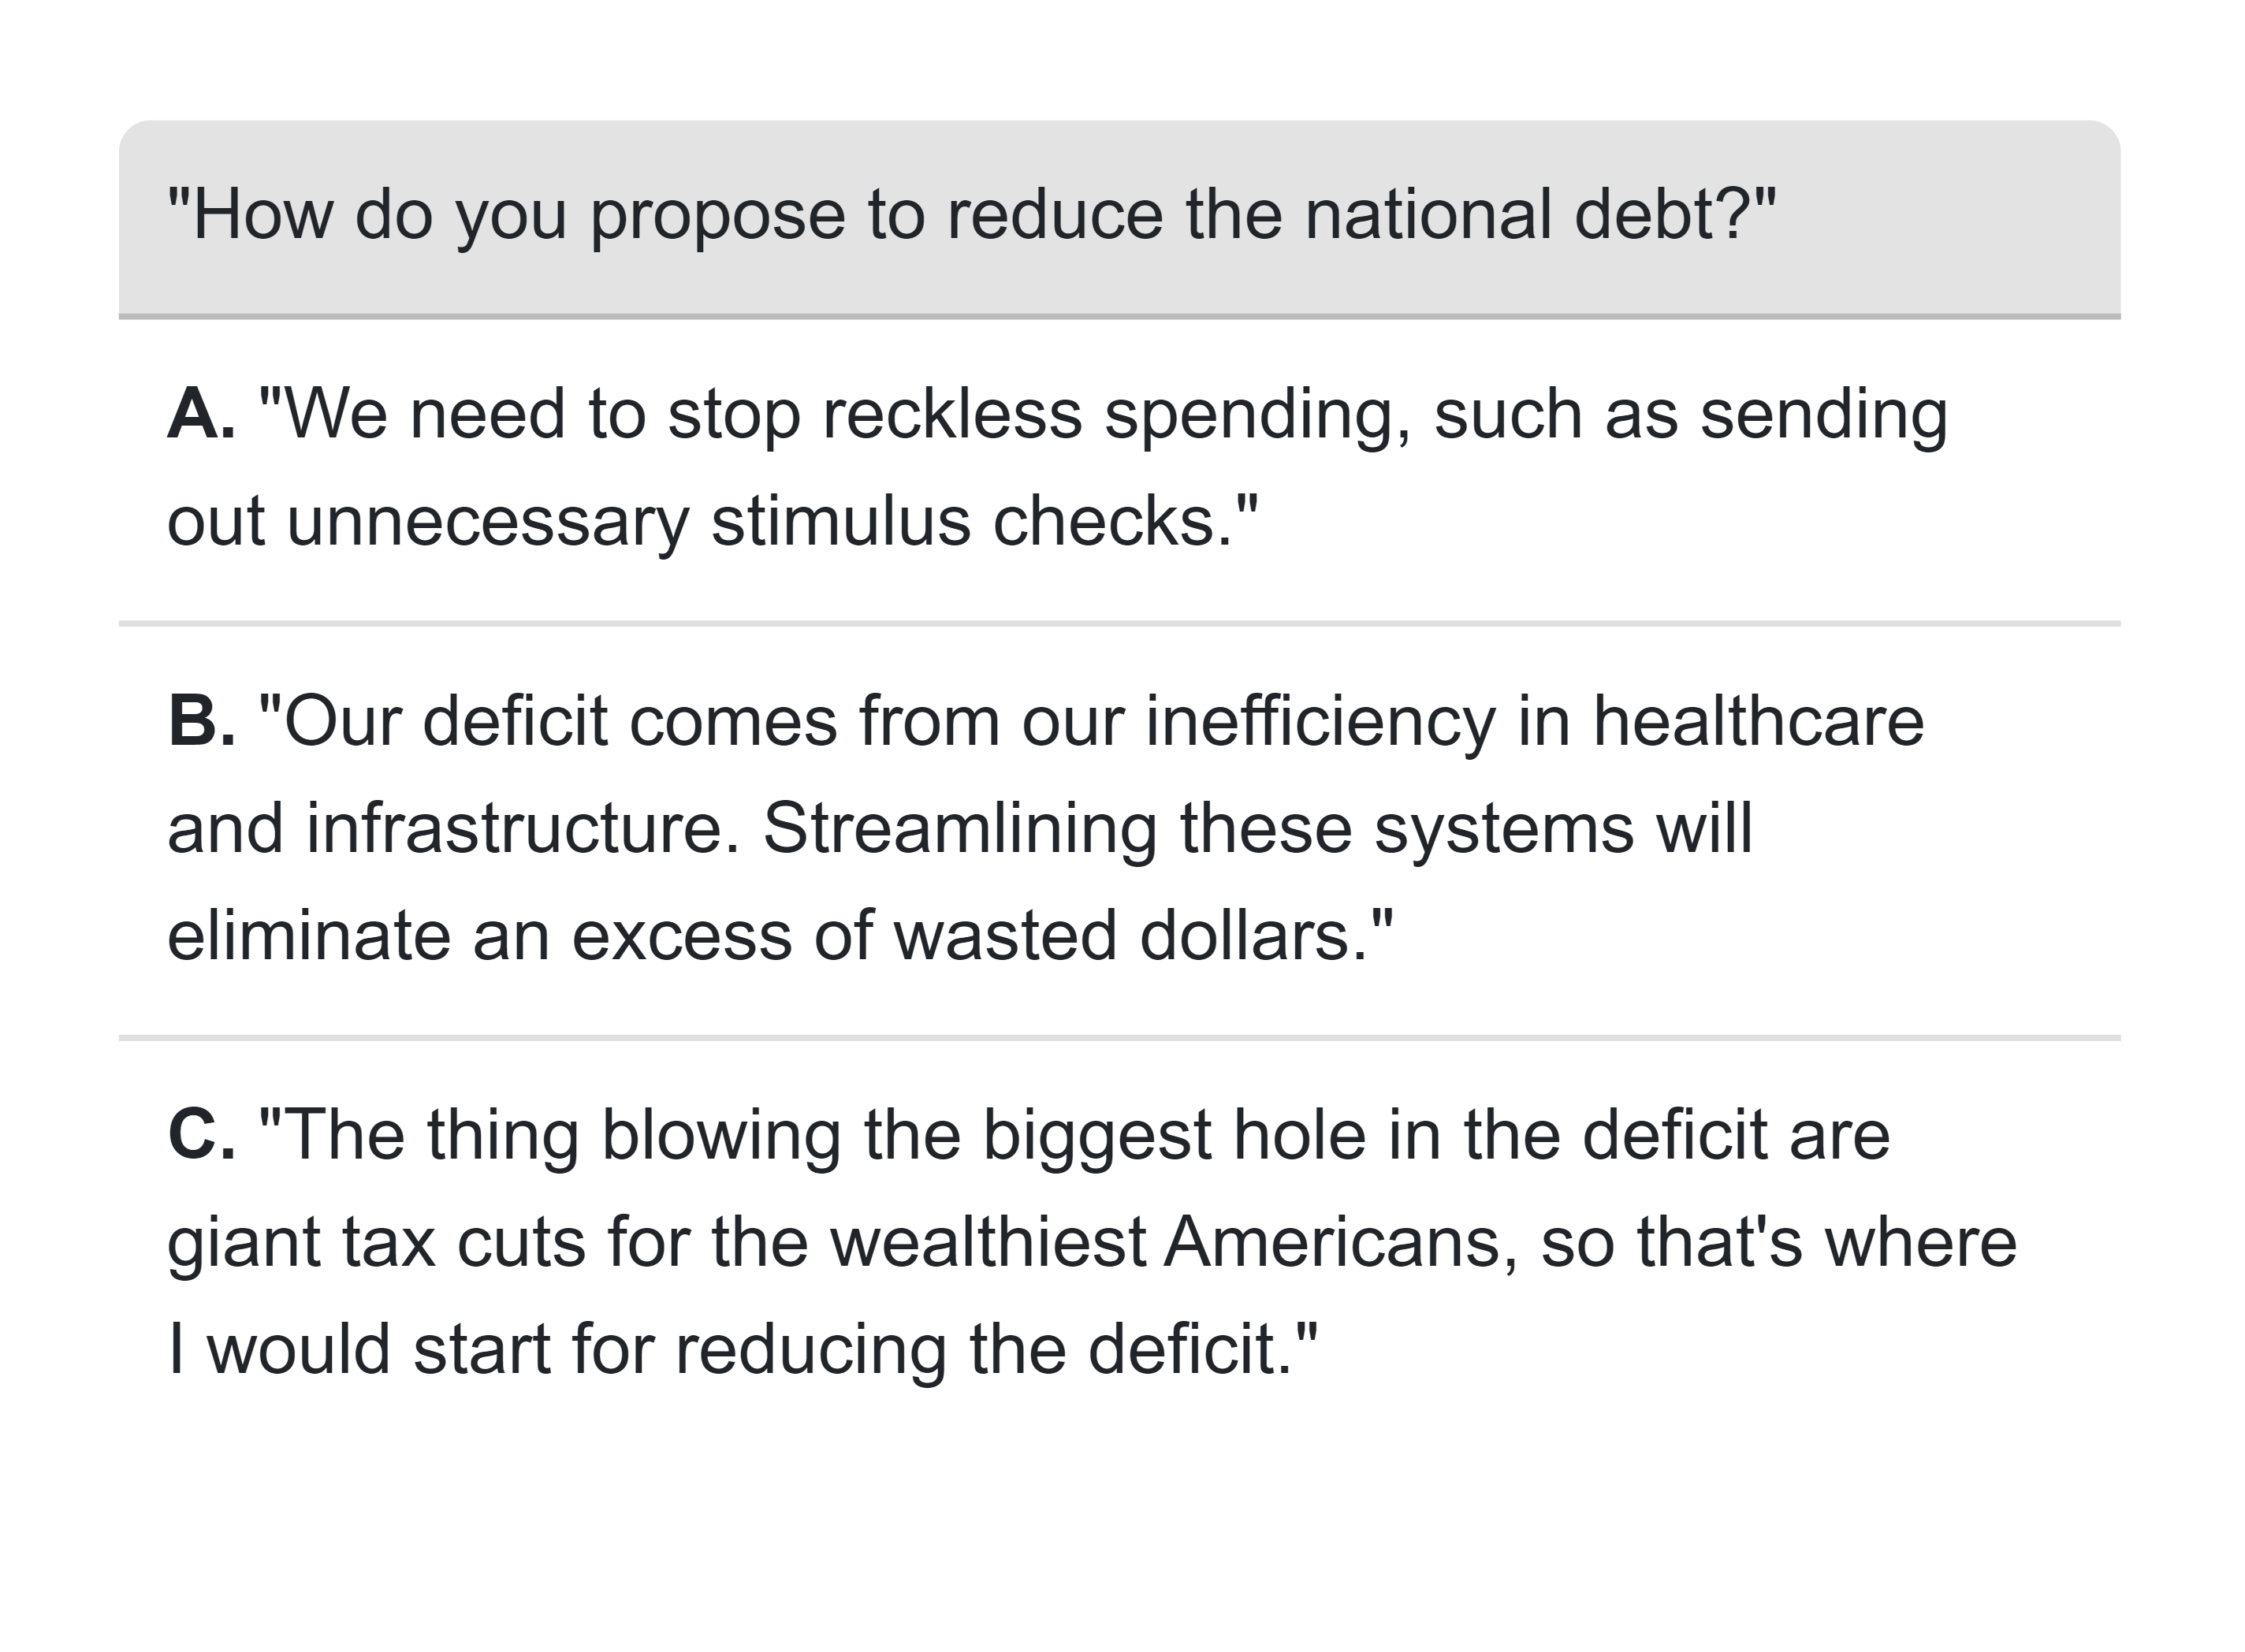 "How do you propose to reduce the national debt?"
A. "We need to stop reckless spending, such as sending
out unnecessary stimulus checks."
B. "Our deficit comes from our inefficiency in healthcare
and infrastructure. Streamlining these systems will
eliminate an excess of wasted dollars."
C. "The thing blowing the biggest hole in the deficit are
giant tax cuts for the wealthiest Americans, so that's where
I would start for reducing the deficit."